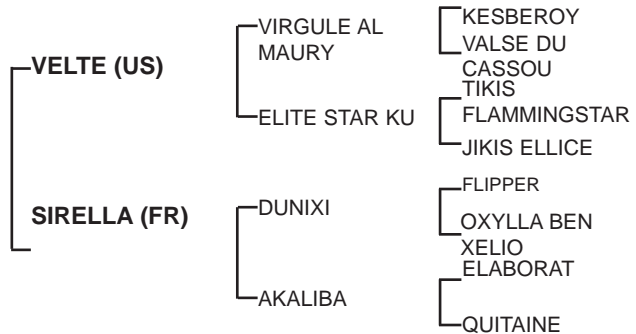 VELTE (US)
SIRELLA (FR)
VIRGULE AL
MAURY
ELITE STAR KU
DUNIXI
AKALIBA
KESBEROY
VALSE DU
CASSOU
TIKIS
FLAMMINGSTAR
JIKIS ELLICE
FLIPPER
OXYLLA BEN
XELIO
ELABORAT
QUITAINE